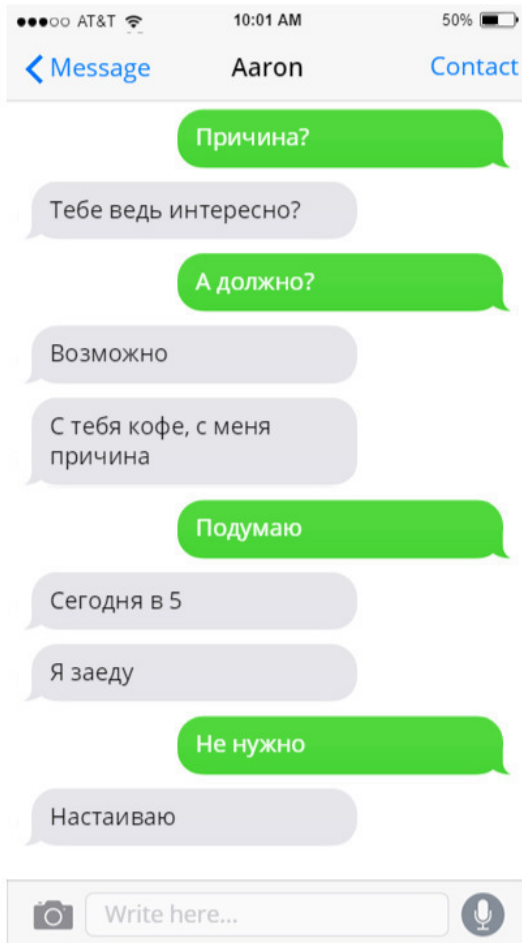 ●●●○○ AT&T 10:01 AM 50%
Message Aaron Contact
Причина?
Тебе ведь интересно?
А должно?
Возможно
С тебя кофе, с меня
причина
Подумаю
Сегодня в 5
Я заеду
Не нужно
Настаиваю
Write here...